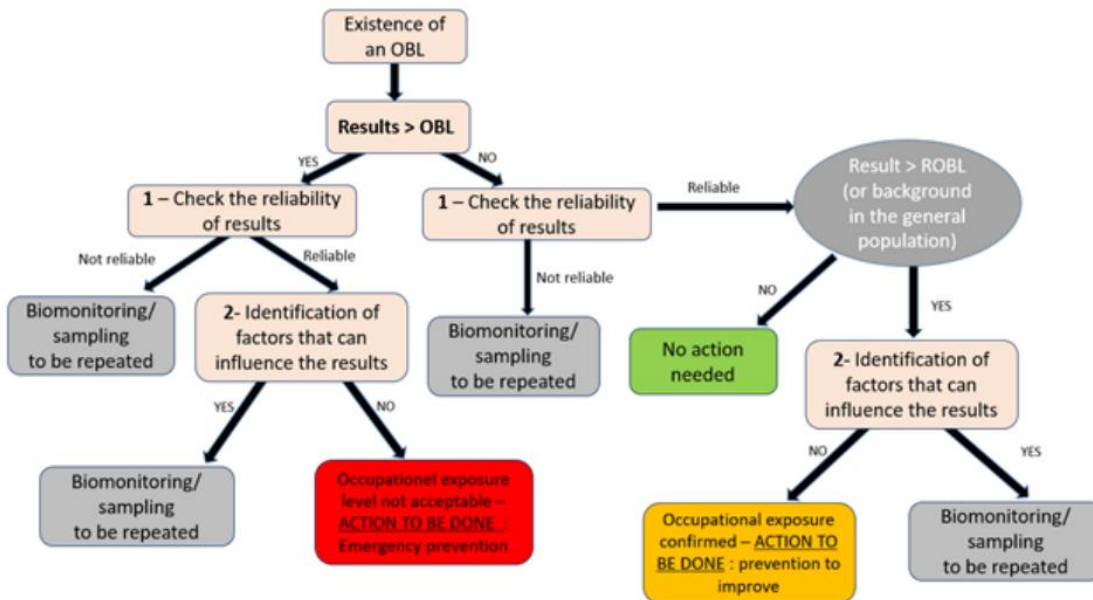 Existence of
an OBL
Results > OBL
YES
NO
1 – Check the reliability
of results
1 – Check the reliability
of results
Reliable
Result > ROBL
(or background
in the general
population)
Not reliable
Reliable
Not reliable
NO
YES
Biomonitoring/
sampling
to be repeated
2- Identification of
factors that can
influence the results
Biomonitoring/
sampling
to be repeated
No action
needed
2- Identification of
factors that can
influence the results
YES
NO
NO
YES
Biomonitoring/
sampling
to be repeated
Occupationel exposure
level not acceptable –
ACTION TO BE DONE :
Emergency prevention
Occupational exposure
confirmed – ACTION TO
BE DONE : prevention to
improve
Biomonitoring/
sampling
to be repeated